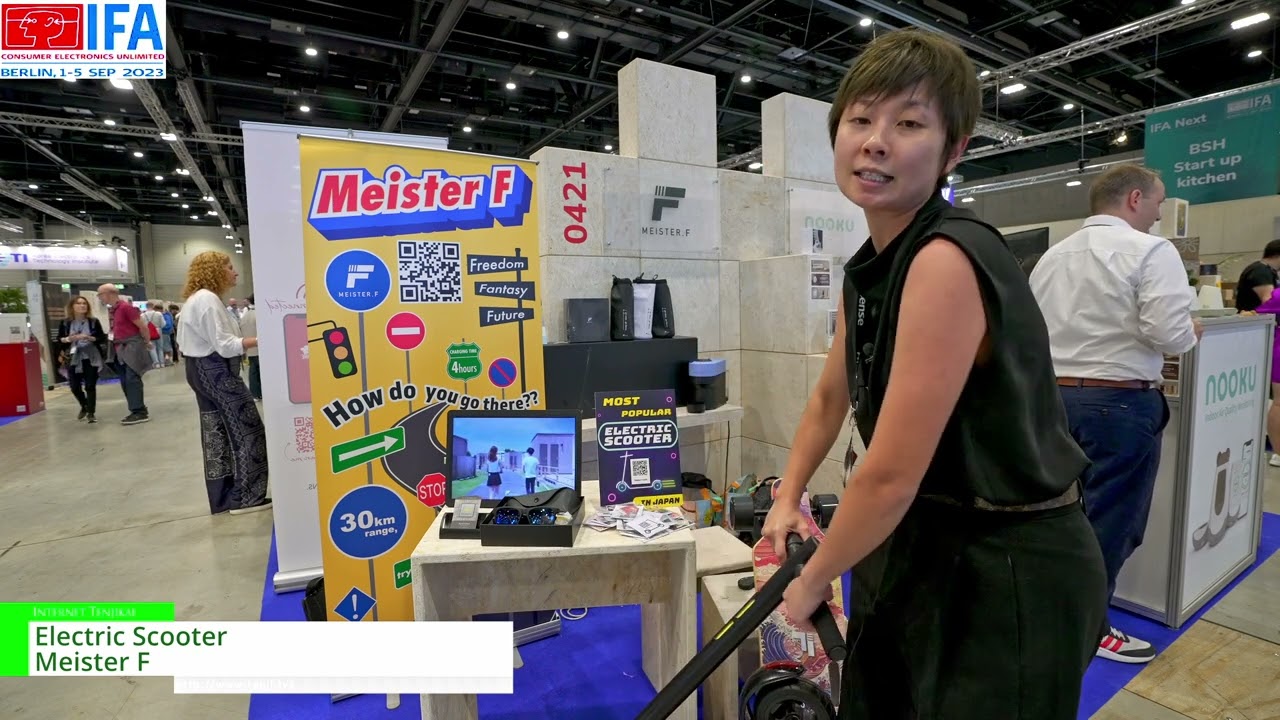 IFA
CONSUMER ELECTRONICS UNLIMITED
BERLIN, 1-5 SEP 2023
IFA Next
IFA
BSH
Start up
kitchen
Meister F
MEISTER.F
Freedom
Fantasy
Future
CHARGING TIME
4hours
How do you go there??
STOP
30km
range,
try
0421
F
MEISTER.F
nooku
MOST
POPULAR
ELECTRIC
SCOOTER
IN JAPAN
nooku
Internet Tenjikai
Electric Scooter
Meister F